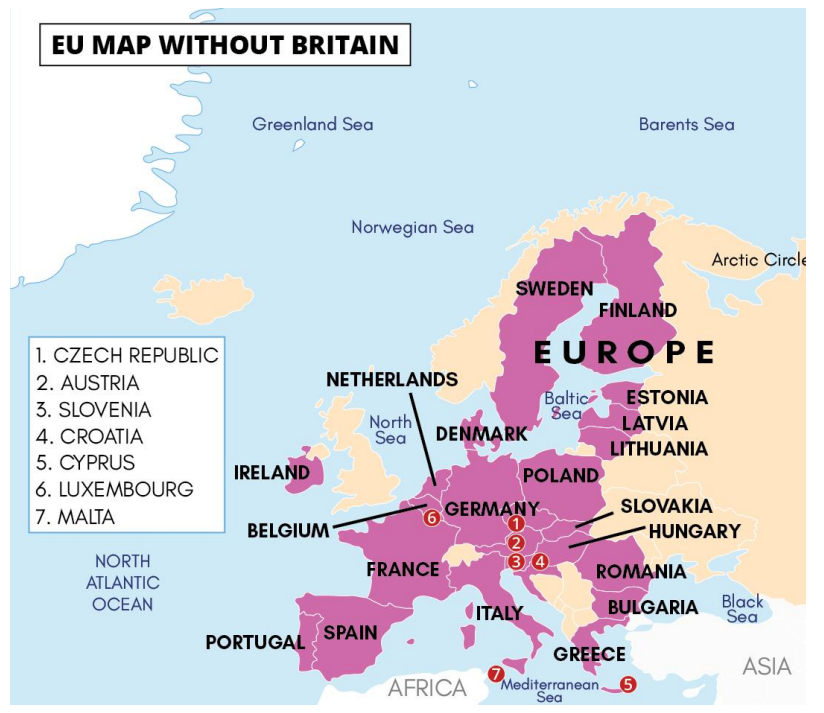 EU MAP WITHOUT BRITAIN
Greenland Sea
Barents Sea
Norwegian Sea
Arctic Circle
SWEDEN
FINLAND
EUROPE
1. CZECH REPUBLIC
2. AUSTRIA
3. SLOVENIA
4. CROATIA
5. CYPRUS
6. LUXEMBOURG
7. MALTA
NETHERLANDS
Baltic
Sea
ESTONIA
North
Sea
LATVIA
DENMARK
LITHUANIA
IRELAND
POLAND
GERMANY
SLOVAKIA
6
1
BELGIUM
HUNGARY
2
NORTH
ATLANTIC
OCEAN
3
4
FRANCE
ROMANIA
ITALY
BULGARIA
Black
Sea
PORTUGAL
SPAIN
GREECE
ASIA
7
AFRICA
Mediterranean
Sea
5